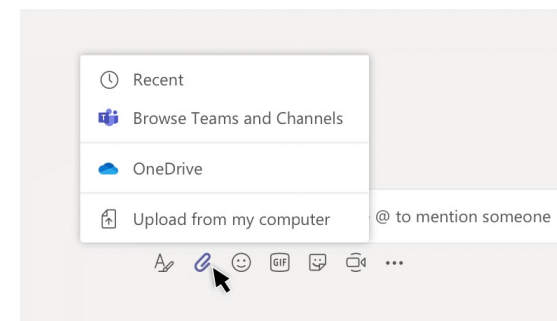 Recent
Browse Teams and Channels
OneDrive
Upload from my computer
@ to mention someone
GIF